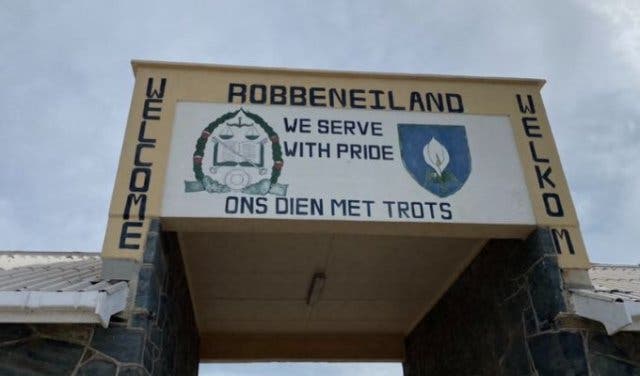 WELCOME
ROBBENEILAND
WE SERVE
WITH PRIDE
ONS DIEN MET TROTS
WELKOM